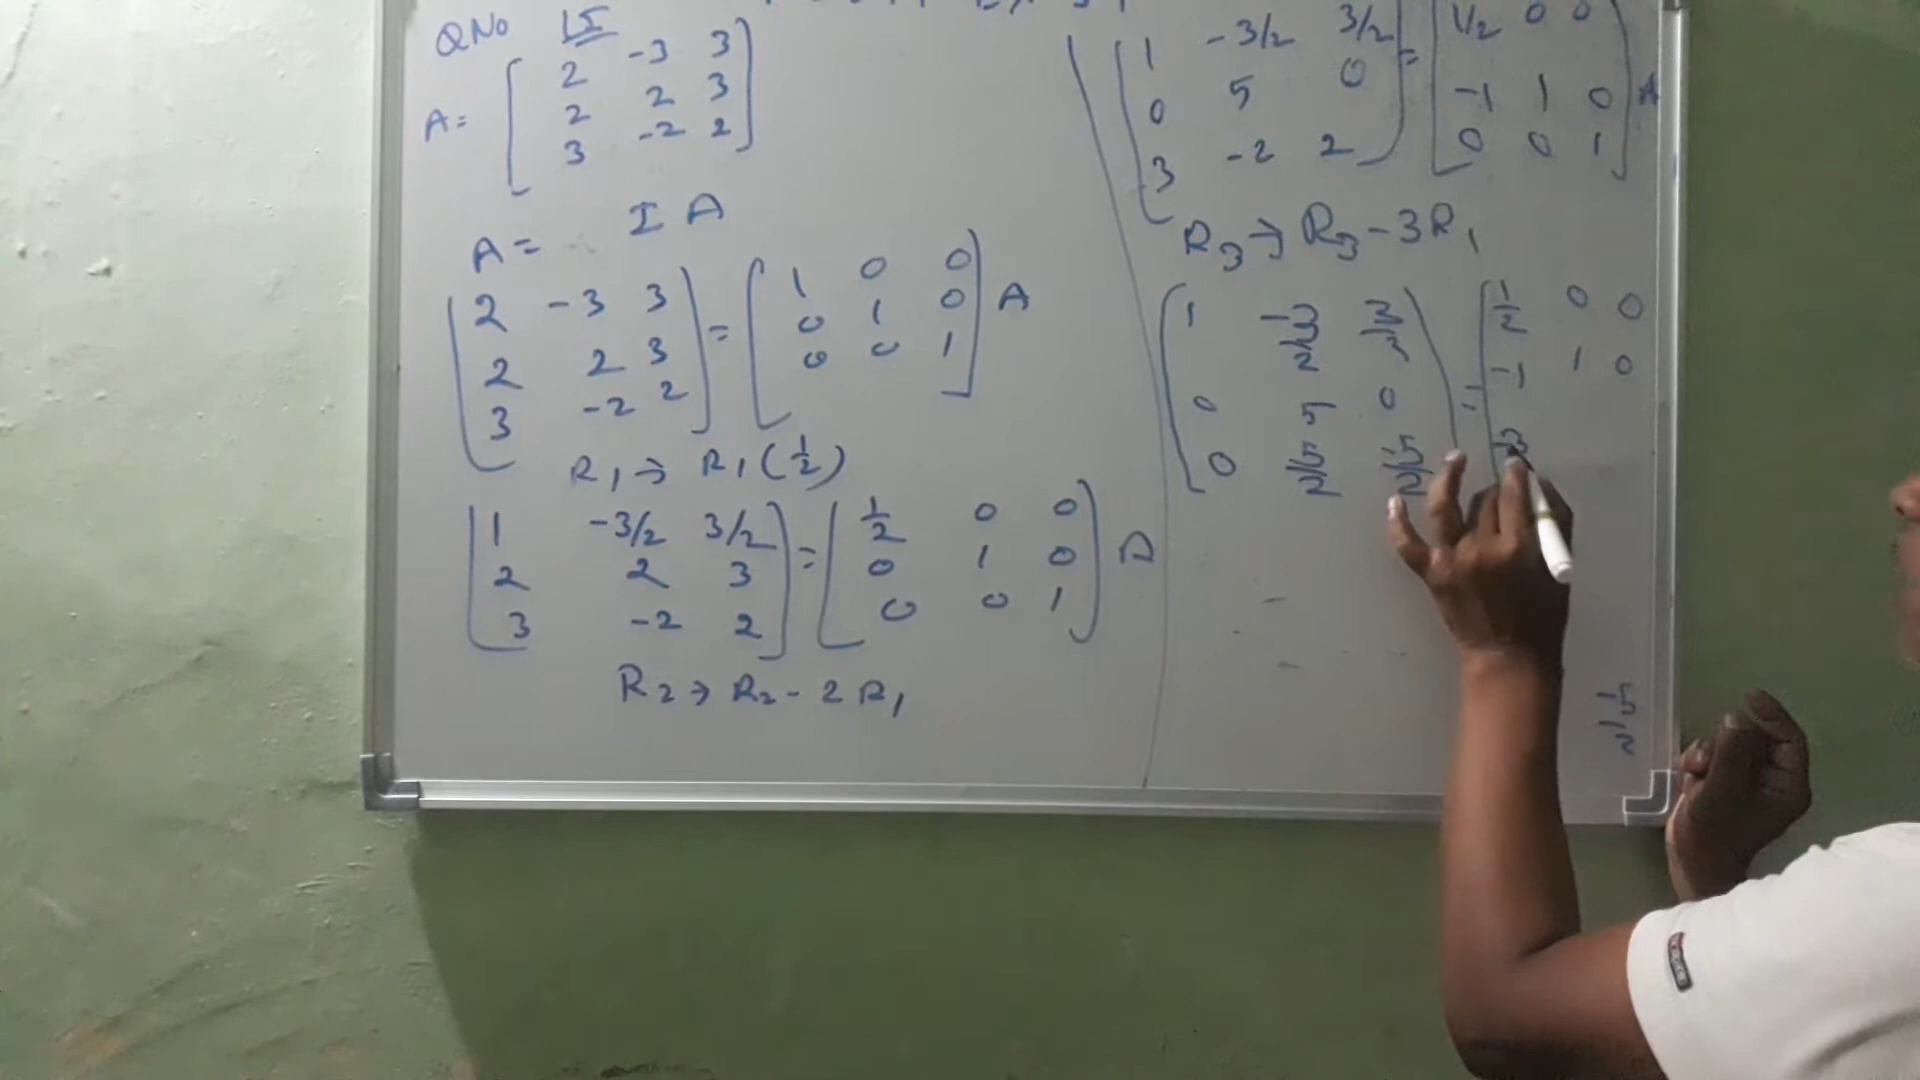 QNo 15
A= [ 2 -3 3
2 2 3
3 -2 2 ]
A= I A
[ 2 -3 3 ] = [ 1 0 0 ] A
[ 2 2 3 ] [ 0 1 0 ]
[ 3 -2 2 ] [ 0 0 1 ]
R1 → R1 (1/2)
[ 1 -3/2 3/2 ] = [ 1/2 0 0 ]
[ 2 2 3 ] [ 0 1 0 ] A
[ 3 -2 2 ] [ 0 0 1 ]
R2 → R2 - 2R1
[ 1 -3/2 3/2 ] = [ 1/2 0 0 ]
[ 0 5 0 ] [ -1 1 0 ] A
[ 3 -2 2 ] [ 0 0 1 ]
R3 → R3 - 3R1
[ 1 -3/2 3/2 ] = [ 1/2 0 0
[ 0 5 0 ] -1 1 0
[ 0 5/2 -5/2 -3
-5/2